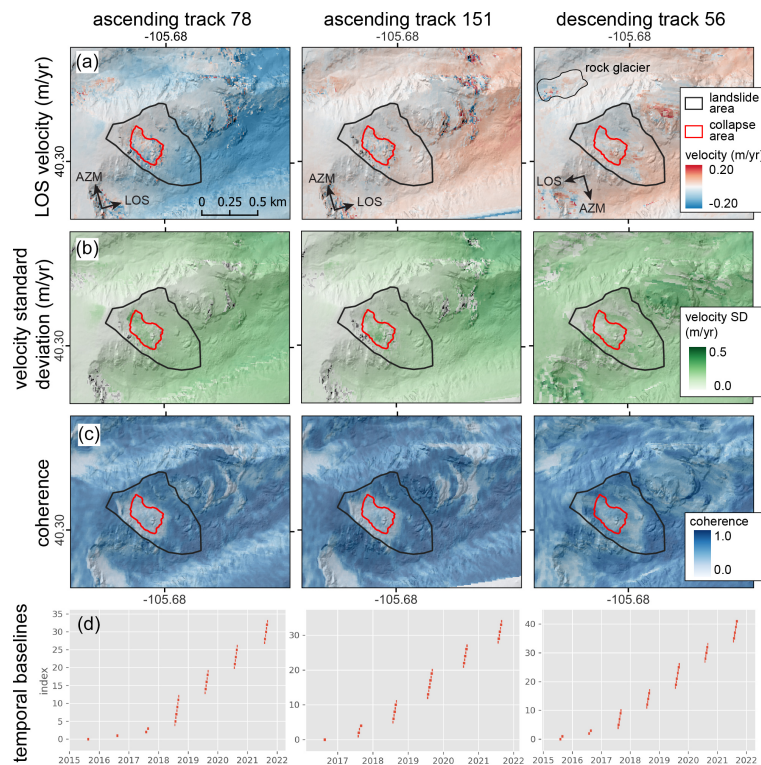 ascending track 78
ascending track 151
descending track 56
-105.68
-105.68
-105.68
(a)
LOS velocity (m/yr)
40.30
AZM
LOS
0 0.25 0.5 km
AZM
LOS
rock glacier
LOS
AZM
landslide
area
collapse
area
velocity (m/yr)
0.20
-0.20
(b)
velocity standard
deviation (m/yr)
40.30
velocity SD
(m/yr)
0.5
0.0
(c)
coherence
40.30
coherence
1.0
0.0
-105.68
-105.68
-105.68
(d)
temporal baselines
index
35
30
25
20
15
10
5
0
2015 2016 2017 2018 2019 2020 2021 2022
30
20
10
0
2017 2018 2019 2020 2021 2022
40
30
20
10
0
2015 2016 2017 2018 2019 2020 2021 2022